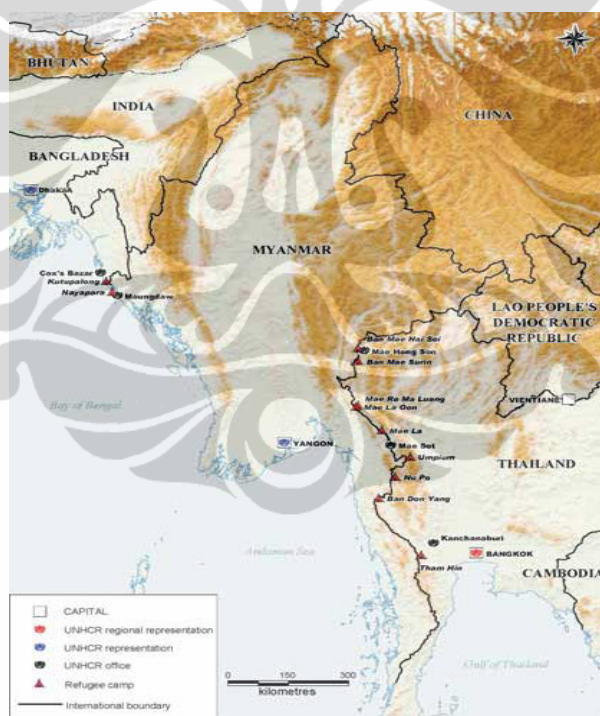 BHUTAN
INDIA
CHINA
BANGLADESH
Dhaka
MYANMAR
Cox's Bazar
Kutupalong
Nayapara
Maungdaw
LAO PEOPLE'S
DEMOCRATIC
REPUBLIC
Ban Mae Nai Soi
Mae Hong Son
Ban Mae Surin
Mae Ra Ma Luang
Mae La Oon
VIENTIANE
Bay of Bengal
Mae La
Mae Sot
YANGON
Umpium
THAILAND
Nu Po
Ban Don Yang
Kanchanaburi
Andaman Sea
BANGKOK
Tham Hin
CAMBODIA
CAPITAL
UNHCR regional representation
UNHCR representation
UNHCR office
Refugee camp
International boundary
0 150 300
kilometres
Gulf of Thailand